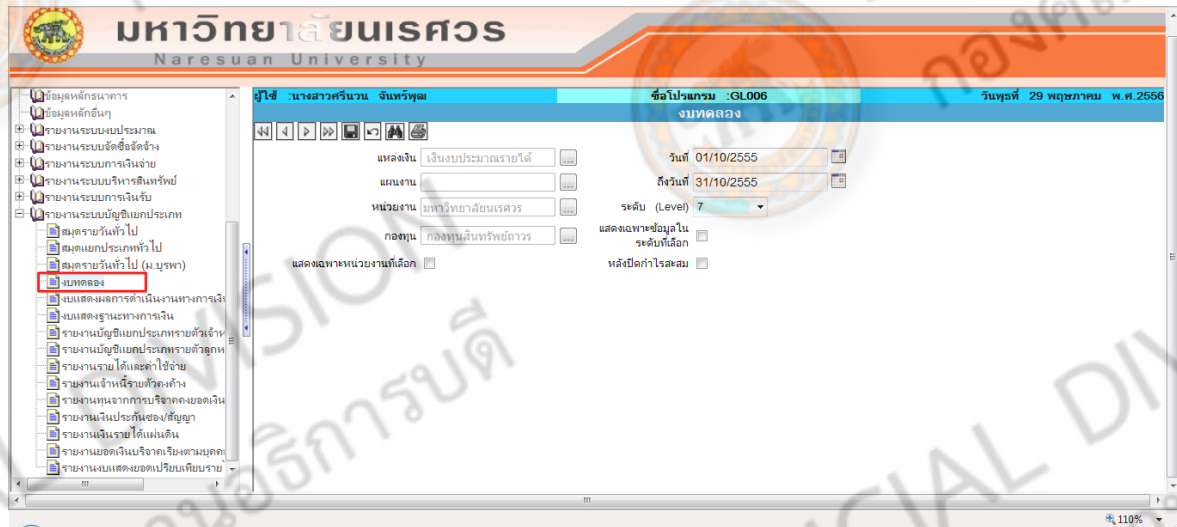 มหาวิทยาลัยนเรศวร
Naresuan University
ข้อมูลหลักธนาคาร
ข้อมูลหลักอื่นๆ
รายงานระบบงบประมาณ
รายงานระบบจัดซื้อจัดจ้าง
รายงานระบบการเงินจ่าย
รายงานระบบบริหารสินทรัพย์
รายงานระบบการเงินรับ
รายงานระบบบัญชีแยกประเภท
สมุดรายวันทั่วไป
สมุดแยกประเภททั่วไป
สมุดรายวันทั่วไป (ม.บูรพา)
งบทดลอง
งบแสดงผลการดำเนินงานทางการเงิ
งบแสดงฐานะทางการเงิน
รายงานบัญชีแยกประเภทรายตัวเจ้าห
รายงานบัญชีแยกประเภทรายตัวลูกห
รายงานรายได้และค่าใช้จ่าย
รายงานเจ้าหนี้รายตัวคงค้าง
รายงานทุนจากการบริจาคคงยอดเงิน
รายงานเงินประกันซอง/สัญญา
รายงานเงินรายได้แผ่นดิน
รายงานยอดเงินบริจาคเรียงตามบุคค
รายงานงบแสดงยอดเปรียบเทียบราย
ผู้ใช้ :นางสาวศรีนวน จันทร์พุฒ ชื่อโปรแกรม :GL006 วันพุธที่ 29 พฤษภาคม พ.ศ.2556
งบทดลอง
แหล่งเงิน เงินงบประมาณรายได้ ... วันที่ 01/10/2555
แผนงาน ... ถึงวันที่ 31/10/2555
หน่วยงาน มหาวิทยาลัยนเรศวร ... ระดับ (Level) 7
กองทุน กองทุนสินทรัพย์ถาวร ... แสดงเฉพาะข้อมูลใน
ระดับที่เลือก
แสดงเฉพาะหน่วยงานที่เลือก หลังปิดกำไรสะสม
110%
กองคลั
DIVISION
นอธิการบดี
CIAL DIV